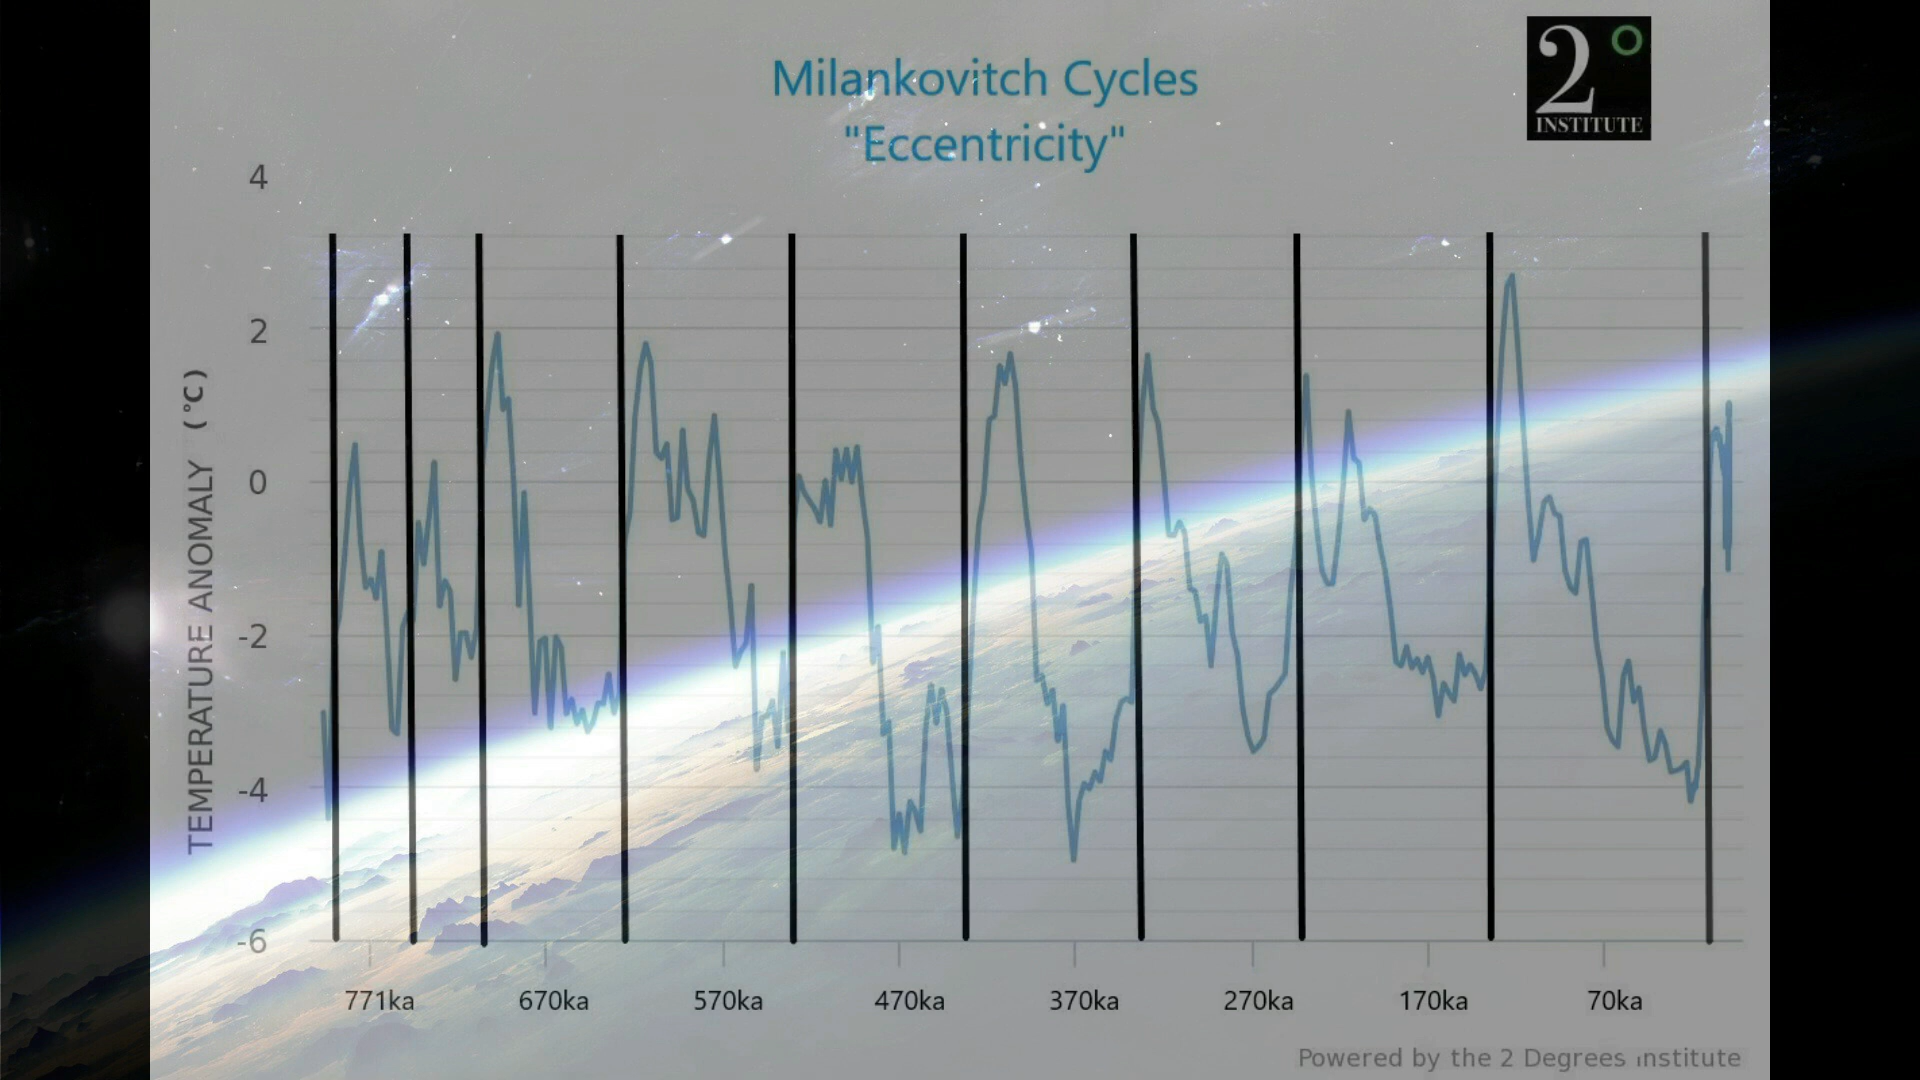 Milankovitch Cycles
"Eccentricity"
2°
INSTITUTE
4
2
0
-2
-4
-6
TEMPERATURE ANOMALY (°C)
771ka 670ka 570ka 470ka 370ka 270ka 170ka 70ka
Powered by the 2 Degrees institute